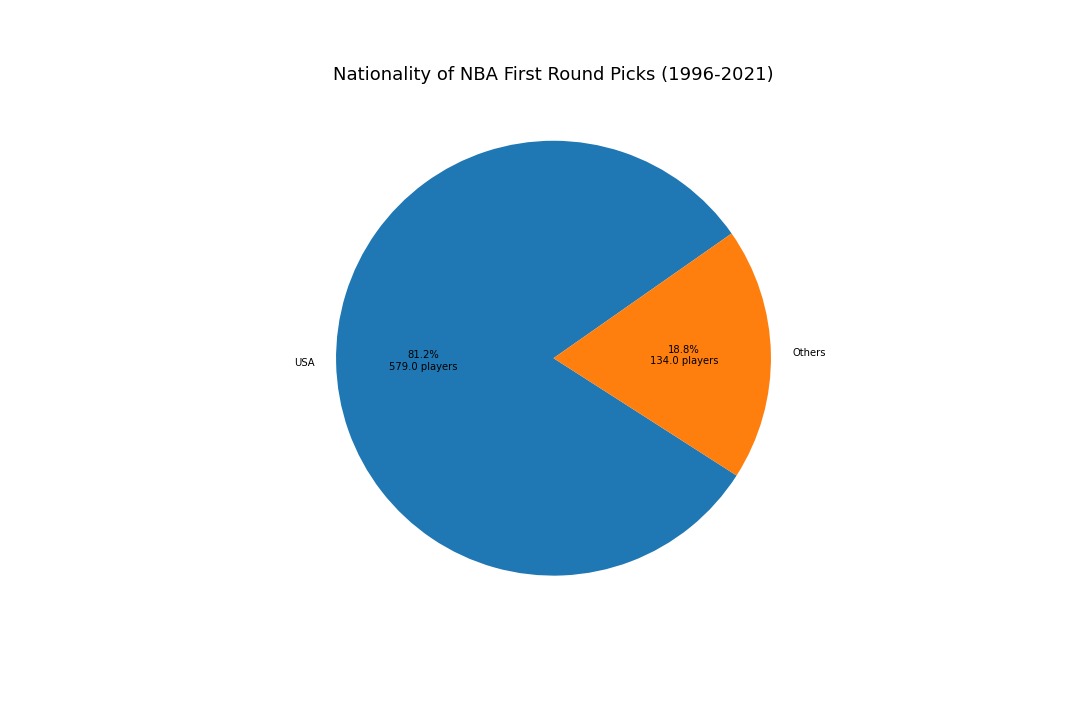 Nationality of NBA First Round Picks (1996-2021)
USA
81.2%
579.0 players
18.8%
134.0 players
Others